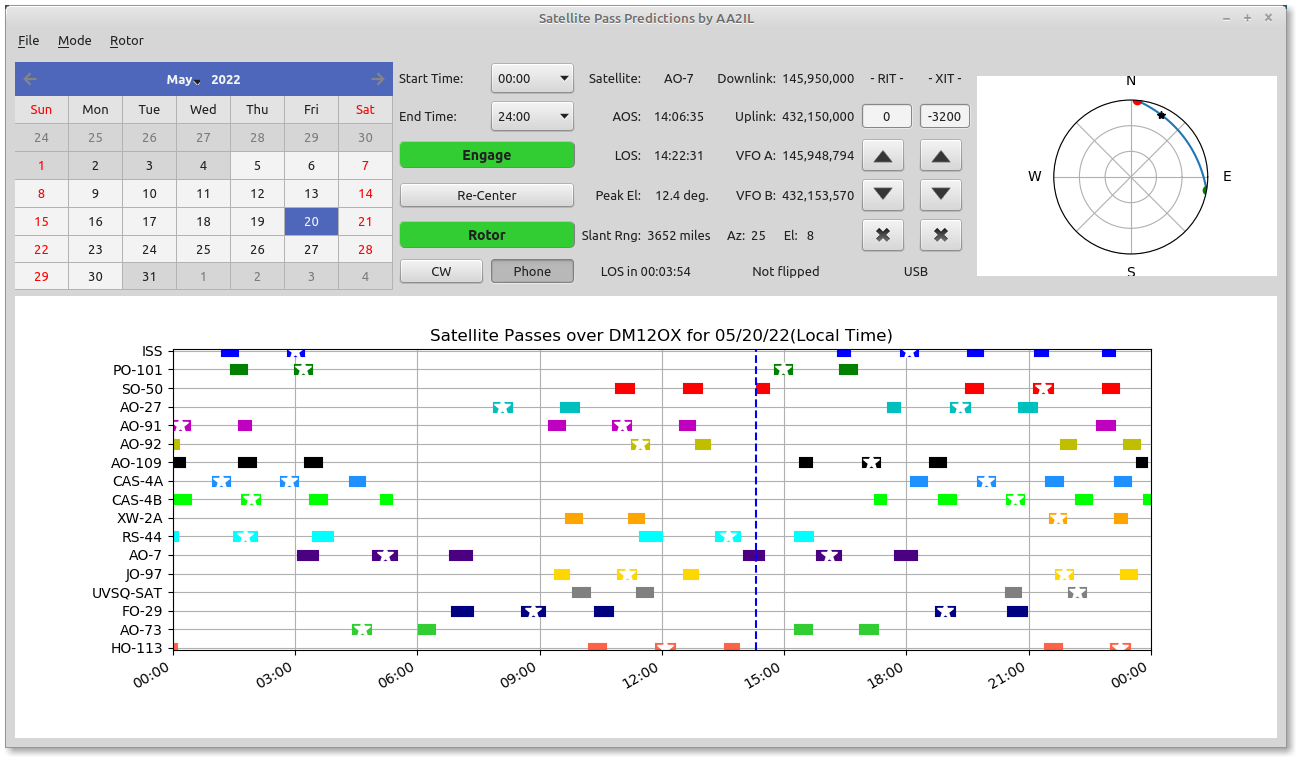 Satellite Pass Predictions by AA2IL
File Mode Rotor
May 2022
Sun Mon Tue Wed Thu Fri Sat
24 25 26 27 28 29 30
1 2 3 4 5 6 7
8 9 10 11 12 13 14
15 16 17 18 19 20 21
22 23 24 25 26 27 28
29 30 31 1 2 3 4
Start Time: 00:00 Satellite: AO-7 Downlink: 145,950,000 - RIT - - XIT -
End Time: 24:00 AOS: 14:06:35 Uplink: 432,150,000 0 -3200
Engage LOS: 14:22:31 VFO A: 145,948,794
Re-Center Peak El: 12.4 deg. VFO B: 432,153,570
Rotor Slant Rng: 3652 miles Az: 25 El: 8
CW Phone LOS in 00:03:54 Not flipped USB
N
W E
S
Satellite Passes over DM12OX for 05/20/22(Local Time)
ISS
PO-101
SO-50
AO-27
AO-91
AO-92
AO-109
CAS-4A
CAS-4B
XW-2A
RS-44
AO-7
JO-97
UVSQ-SAT
FO-29
AO-73
HO-113
00:00 03:00 06:00 09:00 12:00 15:00 18:00 21:00 00:00